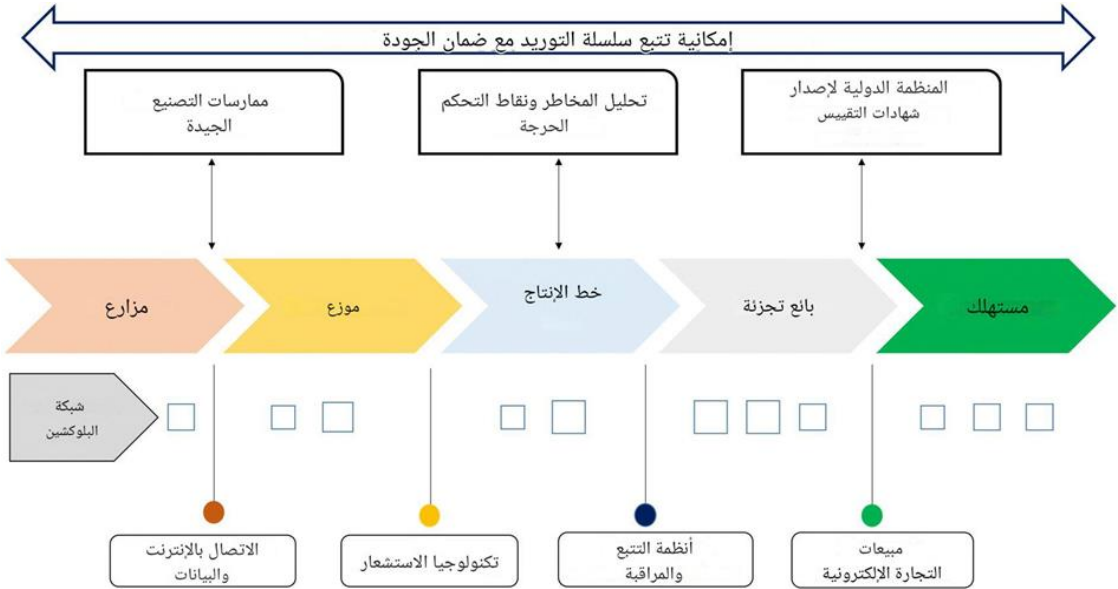 إمكانية تتبع سلسلة التوريد مع ضمان الجودة
ممارسات التصنيع
الجيدة
تحليل المخاطر ونقاط التحكم
الحرجة
المنظمة الدولية لإصدار
شهادات التقييس
مزارع
موزع
خط الإنتاج
بائع تجزئة
مستهلك
شبكة
البلوكشين
الاتصال بالإنترنت
والبيانات
تكنولوجيا الاستشعار
أنظمة التتبع
والمراقبة
مبيعات
التجارة الإلكترونية